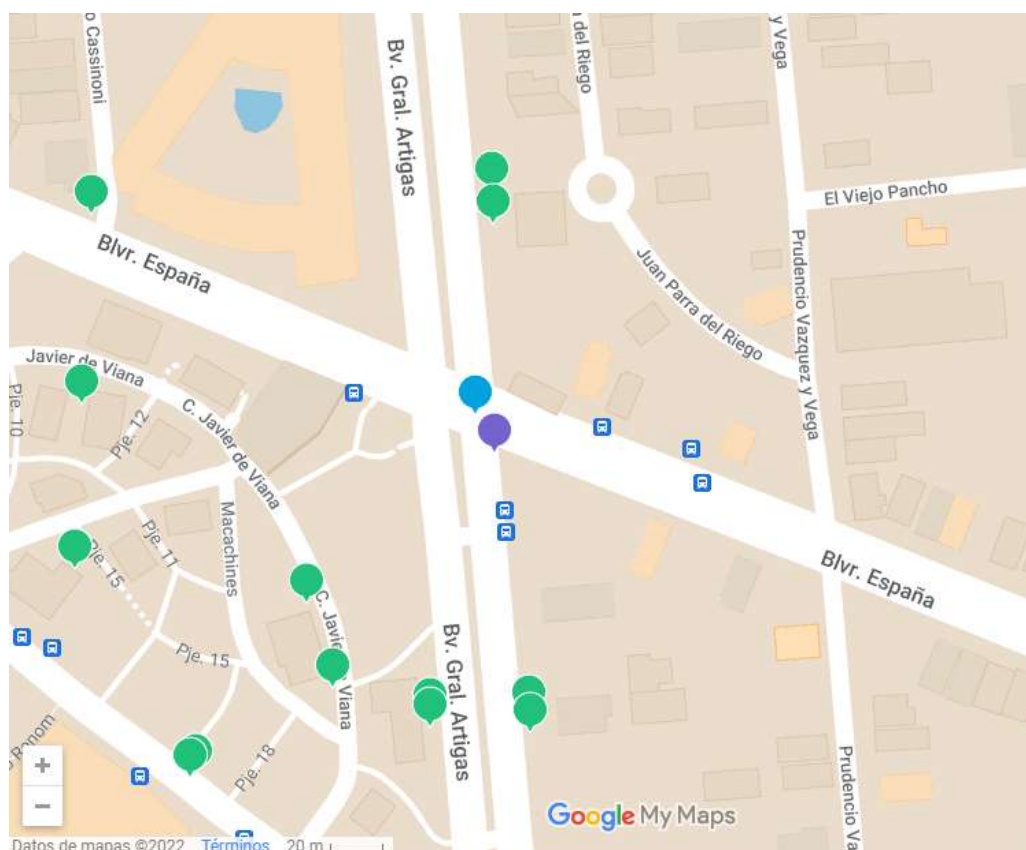 o Cassinoni
Bv. Gral. Artigas
a del Riego
y Vega
El Viejo Pancho
Blvr. España
Juan Parra del Riego
Prudencio Vazquez y Vega
Javier de Viana
Pje. 10
Pje. 12
C. Javier de Viana
Macachines
Pje. 11
Pje. 15
C. Javie
Viana
Blvr. España
Pje. 15
Bv. Gral. Artigas
Bonom
Pje. 18
Prudencio Va
+
−
Google My Maps
Datos de mapas ©2022 Términos 20 m